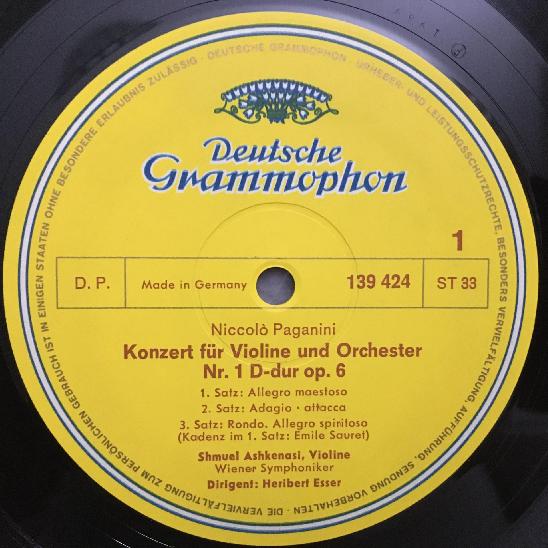 Deutsche
Grammophon
1
D. P. Made in Germany 139 424 ST 33
Niccolò Paganini
Konzert für Violine und Orchester
Nr. 1 D-dur op. 6
1. Satz: Allegro maestoso
2. Satz: Adagio · attacca
3. Satz: Rondo. Allegro spiritoso
(Kadenz im 1. Satz: Emile Sauret)
Shmuel Ashkenasi, Violine
Wiener Symphoniker
Dirigent: Heribert Esser
DEUTSCHE GRAMMOPHON · URHEBER- UND LEISTUNGSSCHUTZRECHTE, BESONDERS VERVIELFÄLTIGUNG, AUFFÜHRUNG, SENDUNG VORBEHALTEN · DIE VERVIELFÄLTIGUNG ZUM PERSÖNLICHEN GEBRAUCH IST IN EINIGEN STAATEN OHNE BESONDERE ERLAUBNIS ZULÄSSIG ·